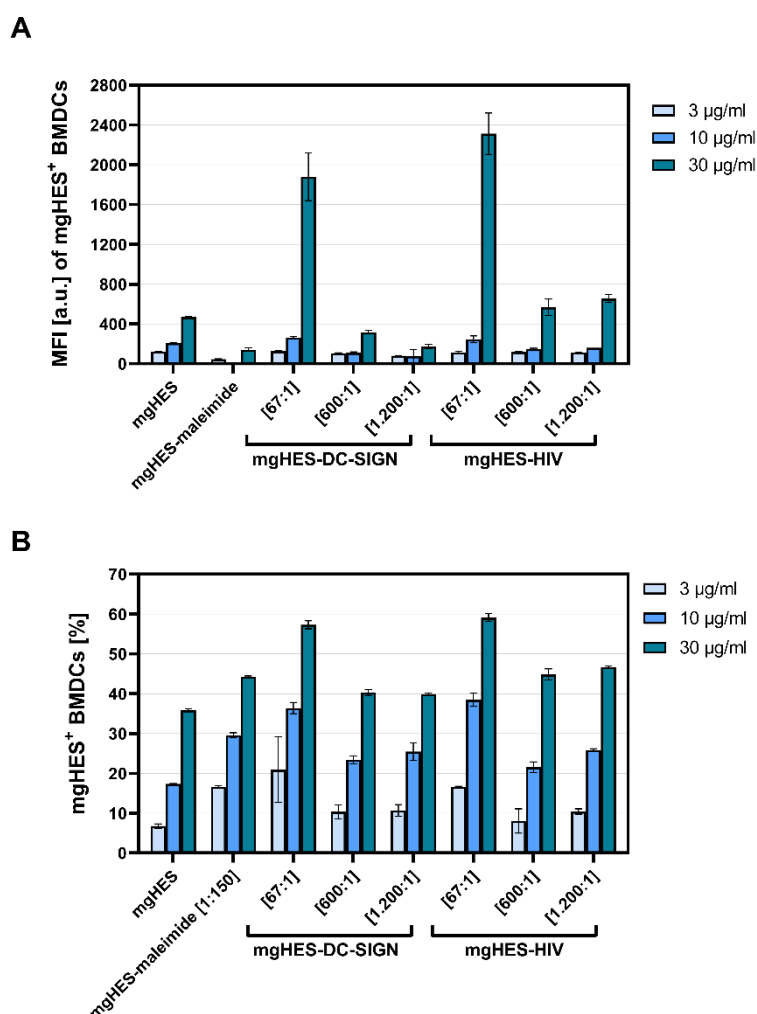 A
MFI [a.u.] of mgHES+ BMDCs
2800
2400
2000
1600
1200
800
400
0
3 µg/ml
10 µg/ml
30 µg/ml
mgHES
mgHES-maleimide
[67:1]
[600:1]
[1.200:1]
[67:1]
[600:1]
[1.200:1]
mgHES-DC-SIGN
mgHES-HIV
B
mgHES+ BMDCs [%]
70
60
50
40
30
20
10
0
3 µg/ml
10 µg/ml
30 µg/ml
mgHES
mgHES-maleimide [1:150]
[67:1]
[600:1]
[1.200:1]
[67:1]
[600:1]
[1.200:1]
mgHES-DC-SIGN
mgHES-HIV